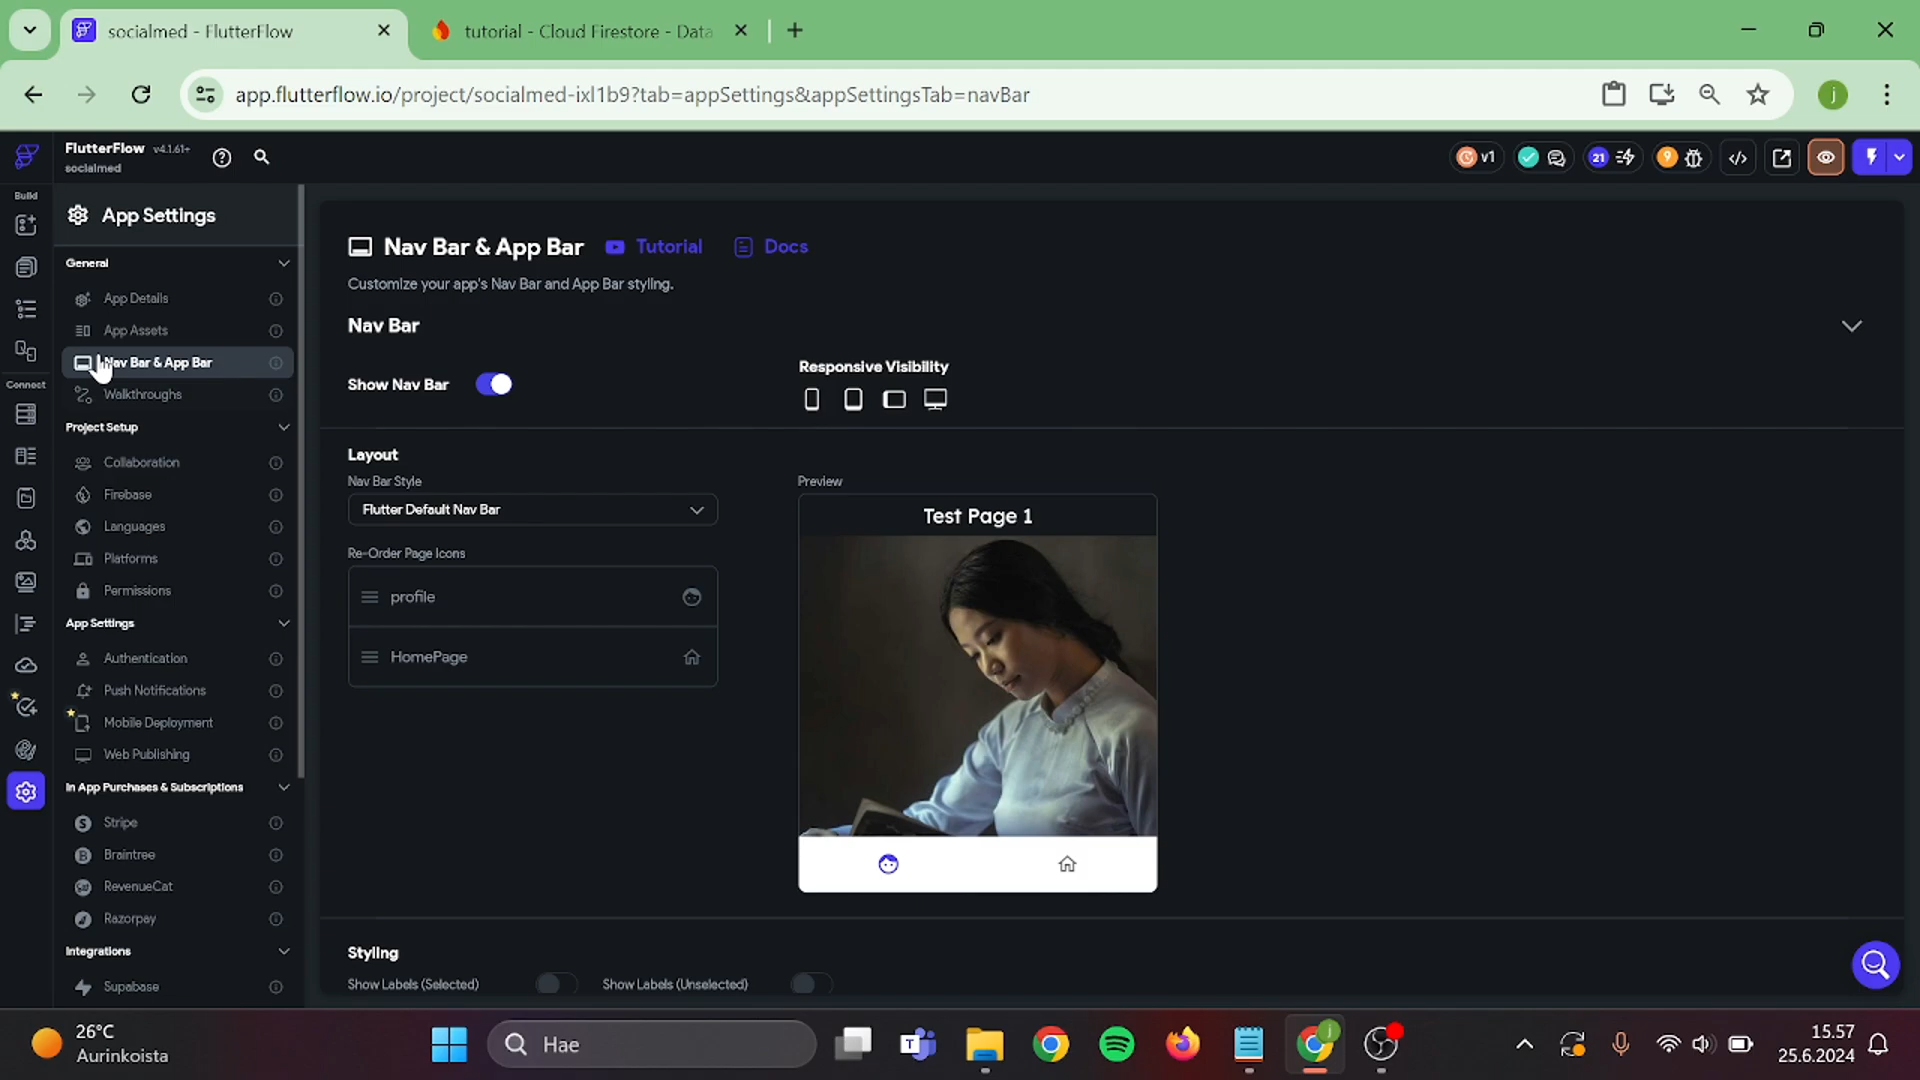 socialmed - FlutterFlow
tutorial - Cloud Firestore - Data
app.flutterflow.io/project/socialmed-ixl1b9?tab=appSettings&appSettingsTab=navBar
j
FlutterFlow v4.1.61+
socialmed
v1
21
9
Build
Connect
App Settings
General
App Details
App Assets
Nav Bar & App Bar
Walkthroughs
Project Setup
Collaboration
Firebase
Languages
Platforms
Permissions
App Settings
Authentication
Push Notifications
Mobile Deployment
Web Publishing
In App Purchases & Subscriptions
Stripe
Braintree
RevenueCat
Razorpay
Integrations
Supabase
Nav Bar & App Bar Tutorial Docs
Customize your app's Nav Bar and App Bar styling.
Nav Bar
Show Nav Bar
Responsive Visibility
Layout
Nav Bar Style
Flutter Default Nav Bar
Re-Order Page Icons
profile
HomePage
Preview
Test Page 1
Styling
Show Labels (Selected)
Show Labels (Unselected)
26°C
Aurinkoista
Hae
15.57
25.6.2024